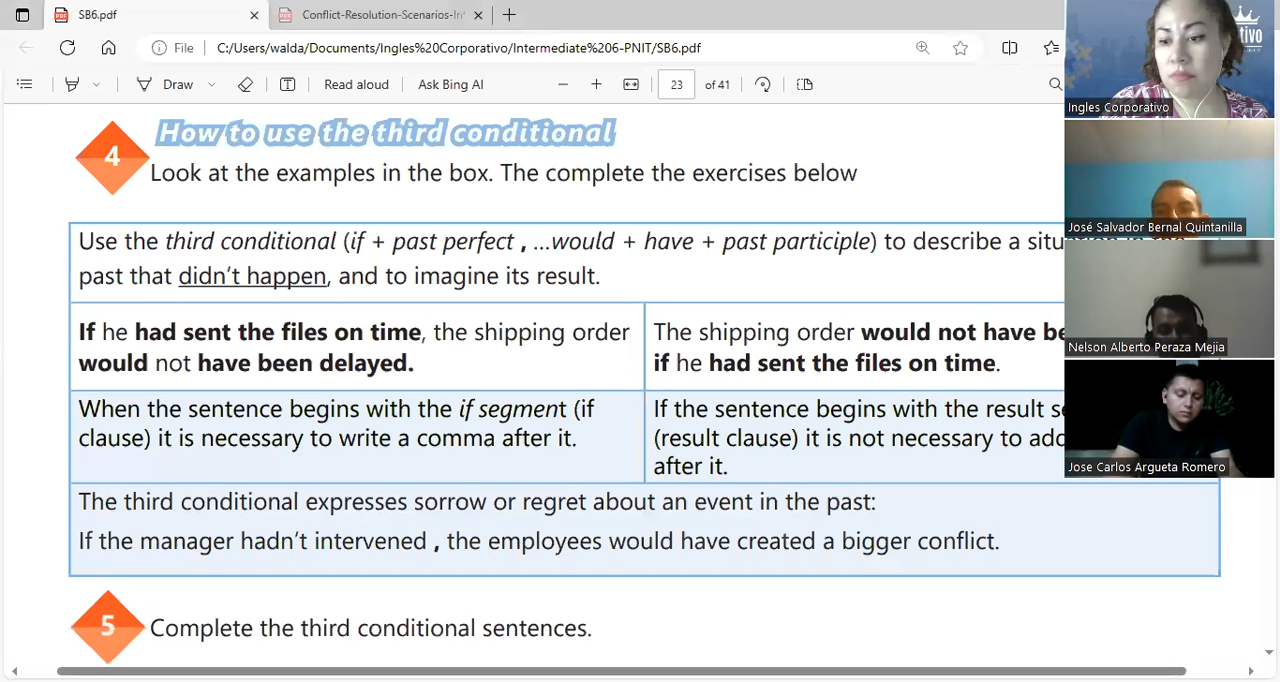 SB6.pdf
Conflict-Resolution-Scenarios-In
File
C:/Users/walda/Documents/Ingles%20Corporativo/Intermediate%206-PNIT/SB6.pdf
Draw
Read aloud
Ask Bing AI
23
of 41
tivo
Ingles Corporativo
José Salvador Bernal Quintanilla
Nelson Alberto Peraza Mejia
Jose Carlos Argueta Romero
4
How to use the third conditional
Look at the examples in the box. The complete the exercises below
Use the third conditional (if + past perfect , ...would + have + past participle) to describe a situation in the
past that didn't happen, and to imagine its result.
If he had sent the files on time, the shipping order
would not have been delayed.
The shipping order would not have be
if he had sent the files on time.
When the sentence begins with the if segment (if
clause) it is necessary to write a comma after it.
If the sentence begins with the result se
(result clause) it is not necessary to add
after it.
The third conditional expresses sorrow or regret about an event in the past:
If the manager hadn't intervened , the employees would have created a bigger conflict.
5
Complete the third conditional sentences.